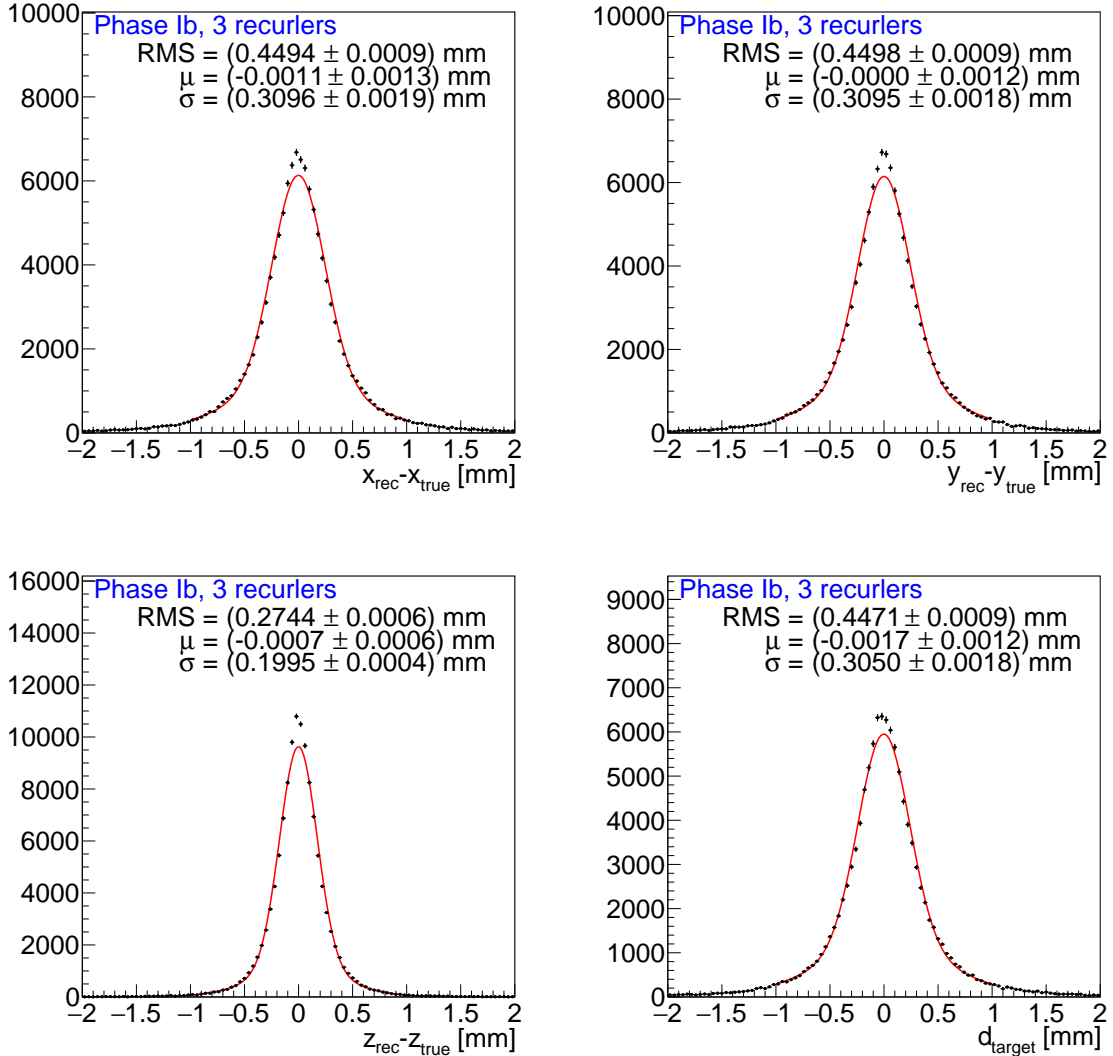 Phase Ib, 3 recurlers
RMS = (0.4494 ± 0.0009) mm
μ = (-0.0011 ± 0.0013) mm
σ = (0.3096 ± 0.0019) mm
10000
8000
6000
4000
2000
0
−2 −1.5 −1 −0.5 0 0.5 1 1.5 2
x_rec-x_true [mm]
Phase Ib, 3 recurlers
RMS = (0.4498 ± 0.0009) mm
μ = (-0.0000 ± 0.0012) mm
σ = (0.3095 ± 0.0018) mm
10000
8000
6000
4000
2000
0
−2 −1.5 −1 −0.5 0 0.5 1 1.5 2
y_rec-y_true [mm]
Phase Ib, 3 recurlers
RMS = (0.2744 ± 0.0006) mm
μ = (-0.0007 ± 0.0006) mm
σ = (0.1995 ± 0.0004) mm
16000
14000
12000
10000
8000
6000
4000
2000
0
−2 −1.5 −1 −0.5 0 0.5 1 1.5 2
z_rec-z_true [mm]
Phase Ib, 3 recurlers
RMS = (0.4471 ± 0.0009) mm
μ = (-0.0017 ± 0.0012) mm
σ = (0.3050 ± 0.0018) mm
9000
8000
7000
6000
5000
4000
3000
2000
1000
0
−2 −1.5 −1 −0.5 0 0.5 1 1.5 2
d_target [mm]